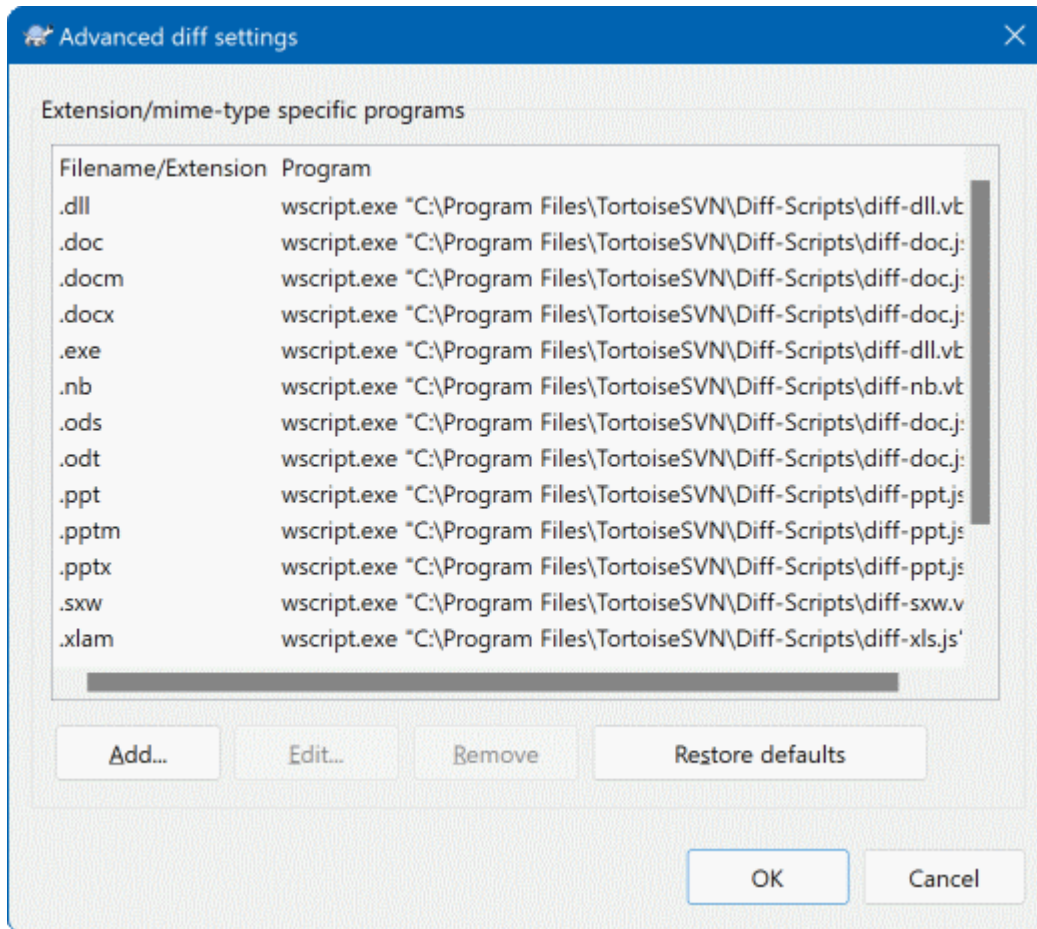 Advanced diff settings
Extension/mime-type specific programs
Filename/Extension Program
.dll wscript.exe "C:\Program Files\TortoiseSVN\Diff-Scripts\diff-dll.vb
.doc wscript.exe "C:\Program Files\TortoiseSVN\Diff-Scripts\diff-doc.js
.docm wscript.exe "C:\Program Files\TortoiseSVN\Diff-Scripts\diff-doc.js
.docx wscript.exe "C:\Program Files\TortoiseSVN\Diff-Scripts\diff-doc.js
.exe wscript.exe "C:\Program Files\TortoiseSVN\Diff-Scripts\diff-dll.vb
.nb wscript.exe "C:\Program Files\TortoiseSVN\Diff-Scripts\diff-nb.vb
.ods wscript.exe "C:\Program Files\TortoiseSVN\Diff-Scripts\diff-doc.js
.odt wscript.exe "C:\Program Files\TortoiseSVN\Diff-Scripts\diff-doc.js
.ppt wscript.exe "C:\Program Files\TortoiseSVN\Diff-Scripts\diff-ppt.js
.pptm wscript.exe "C:\Program Files\TortoiseSVN\Diff-Scripts\diff-ppt.js
.pptx wscript.exe "C:\Program Files\TortoiseSVN\Diff-Scripts\diff-ppt.js
.sxw wscript.exe "C:\Program Files\TortoiseSVN\Diff-Scripts\diff-sxw.v
.xlam wscript.exe "C:\Program Files\TortoiseSVN\Diff-Scripts\diff-xls.js"
Add... Edit... Remove Restore defaults
OK Cancel